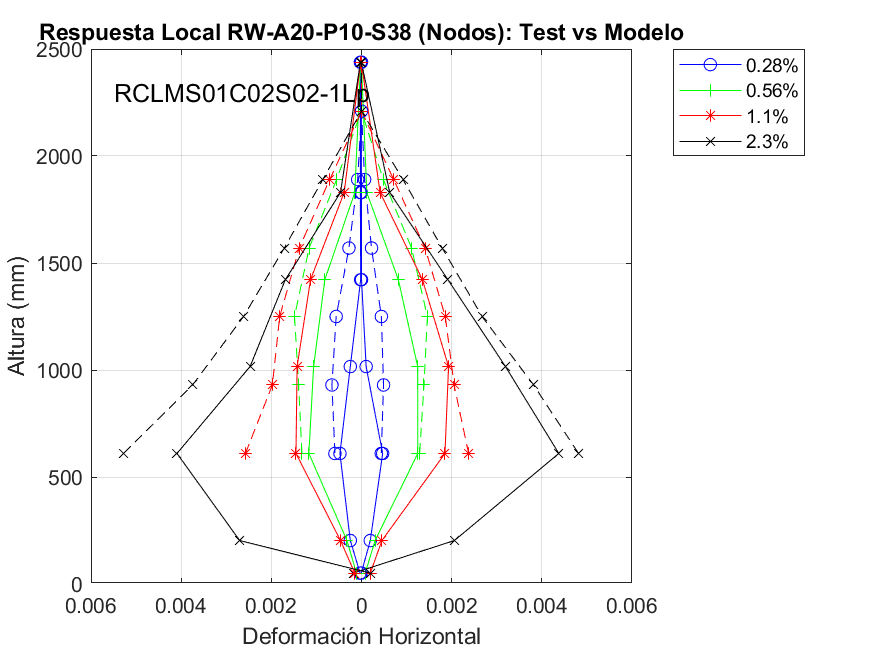 Respuesta Local RW-A20-P10-S38 (Nodos): Test vs Modelo
2500
2000
1500
1000
500
0
Altura (mm)
RCLMS01C02S02-1Lp
0.28%
0.56%
1.1%
2.3%
0.006 0.004 0.002 0 0.002 0.004 0.006
Deformación Horizontal